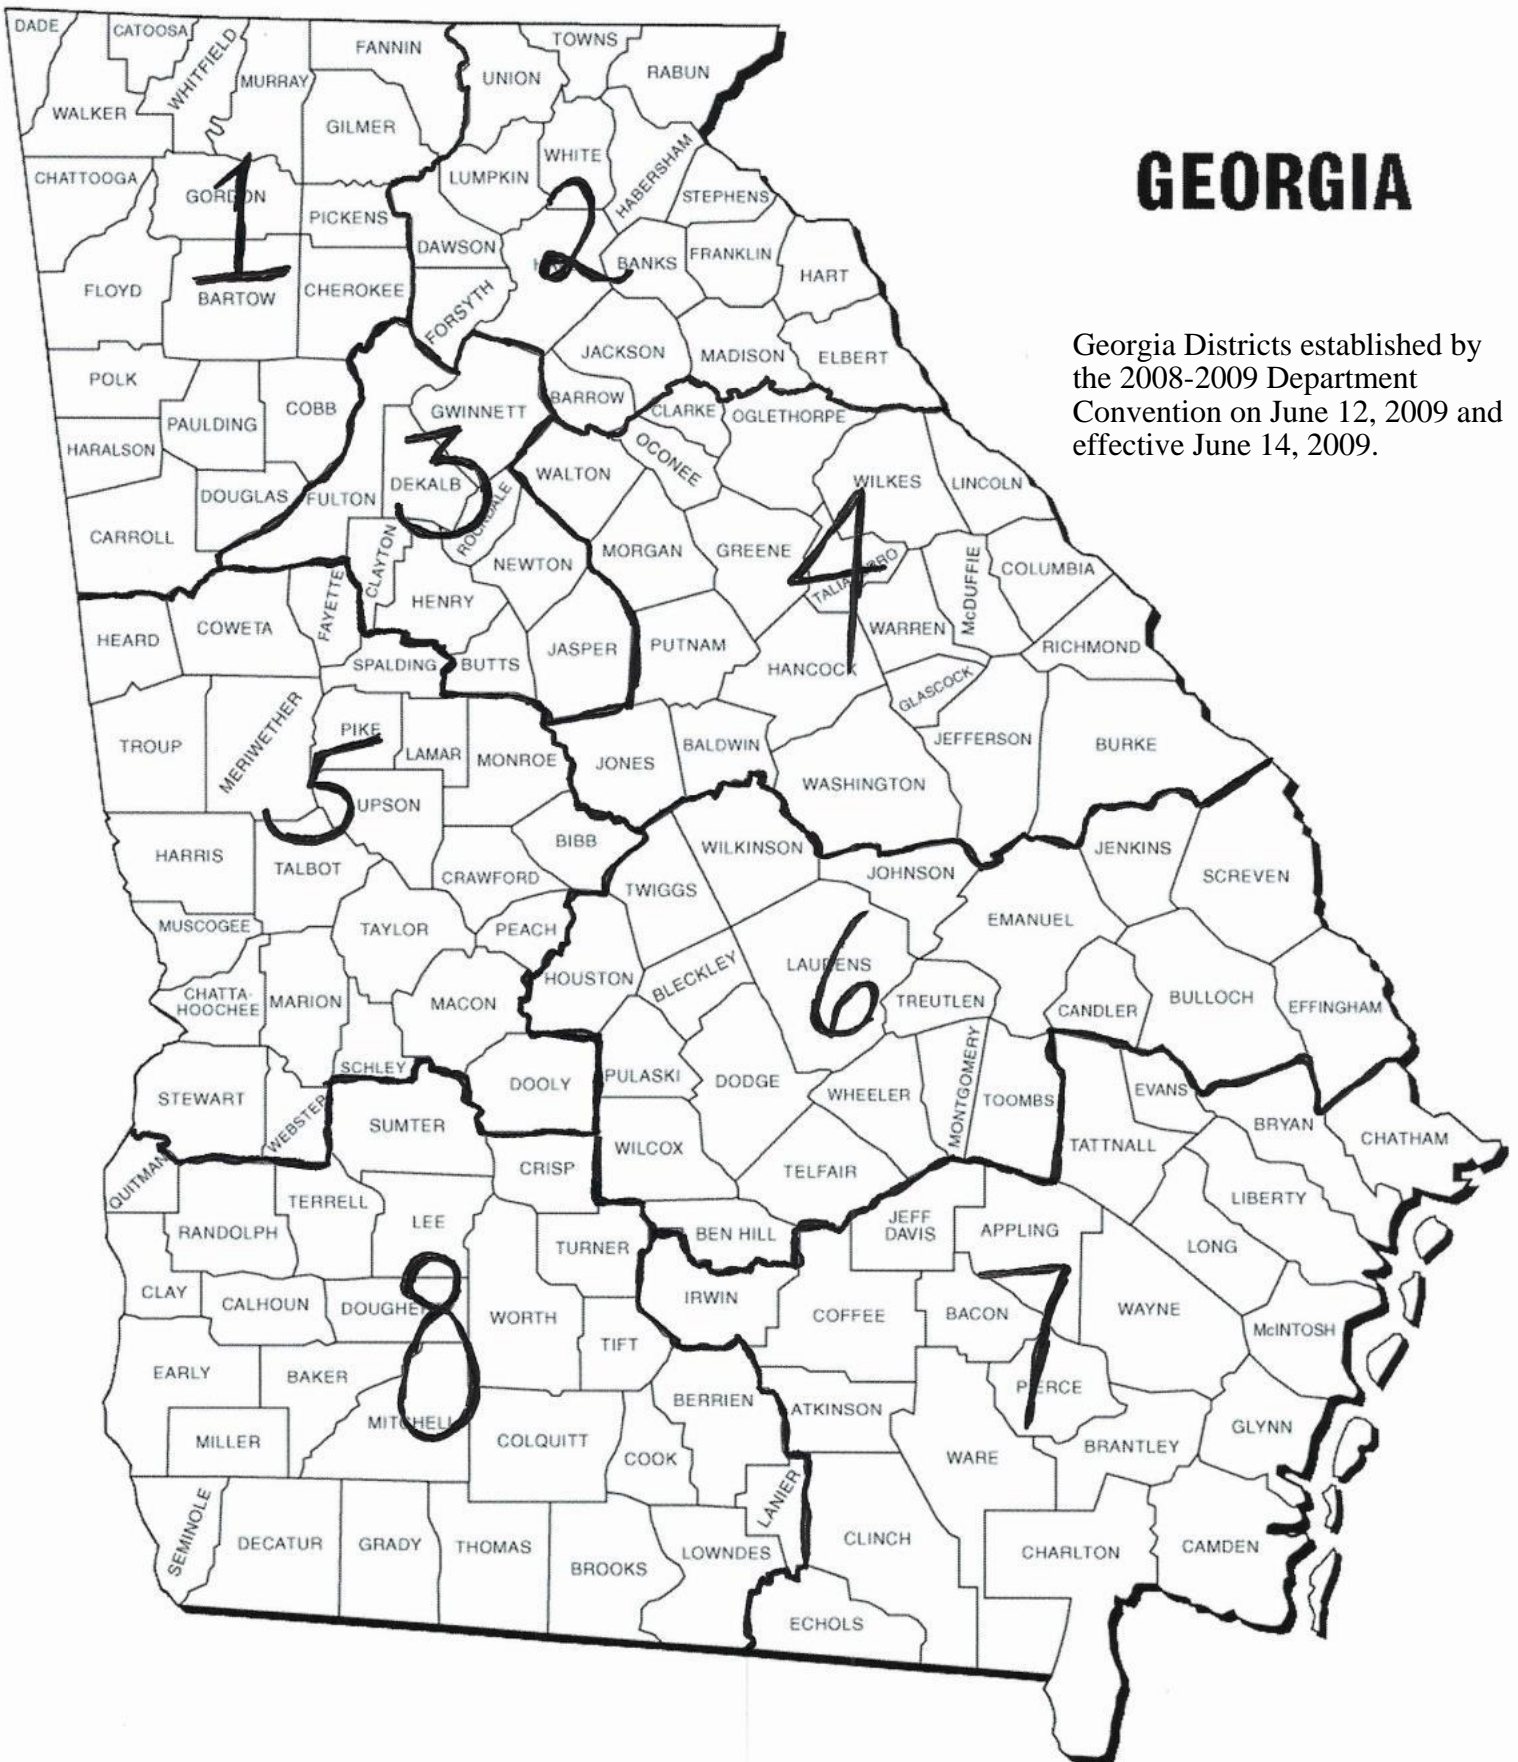 DADE
CATOOSA
WHITFIELD
FANNIN
TOWNS
UNION
RABUN
MURRAY
WALKER
GILMER
WHITE
HABERSHAM
GEORGIA
CHATTOOGA
LUMPKIN
STEPHENS
GORDON
1
PICKENS
2
DAWSON
BANKS
FRANKLIN
HART
FLOYD
BARTOW
CHEROKEE
FORSYTH
Georgia Districts established by
the 2008-2009 Department
Convention on June 12, 2009 and
effective June 14, 2009.
JACKSON
MADISON
ELBERT
POLK
COBB
PAULDING
GWINNETT
BARROW
CLARKE
OGLETHORPE
HARALSON
3
OCONEE
DOUGLAS
FULTON
DEKALB
ROCKDALE
WALTON
WILKES
LINCOLN
CARROLL
CLAYTON
NEWTON
MORGAN
GREENE
4
TALIAFERRO
McDUFFIE
COLUMBIA
HEARD
COWETA
FAYETTE
HENRY
WARREN
RICHMOND
SPALDING
BUTTS
JASPER
PUTNAM
HANCOCK
GLASCOCK
TROUP
MERIWETHER
PIKE
LAMAR
MONROE
JONES
BALDWIN
WASHINGTON
JEFFERSON
BURKE
5
UPSON
HARRIS
TALBOT
BIBB
CRAWFORD
TWIGGS
WILKINSON
JOHNSON
JENKINS
SCREVEN
MUSCOGEE
TAYLOR
PEACH
EMANUEL
CHATTA-
HOOCHEE
MARION
MACON
HOUSTON
BLECKLEY
LAURENS
6
TREUTLEN
CANDLER
BULLOCH
EFFINGHAM
SCHLEY
STEWART
WEBSTER
SUMTER
DOOLY
PULASKI
DODGE
WHEELER
MONTGOMERY
TOOMBS
EVANS
TATTNALL
BRYAN
CHATHAM
QUITMAN
CRISP
WILCOX
TELFAIR
LIBERTY
RANDOLPH
TERRELL
LEE
TURNER
BEN HILL
JEFF
DAVIS
APPLING
LONG
CLAY
CALHOUN
8
WORTH
IRWIN
COFFEE
BACON
7
WAYNE
McINTOSH
TIFT
EARLY
BAKER
MITCHELL
BERRIEN
ATKINSON
PIERCE
MILLER
COLQUITT
COOK
WARE
BRANTLEY
GLYNN
SEMINOLE
DECATUR
GRADY
THOMAS
BROOKS
LOWNDES
LANIER
CLINCH
CHARLTON
CAMDEN
ECHOLS